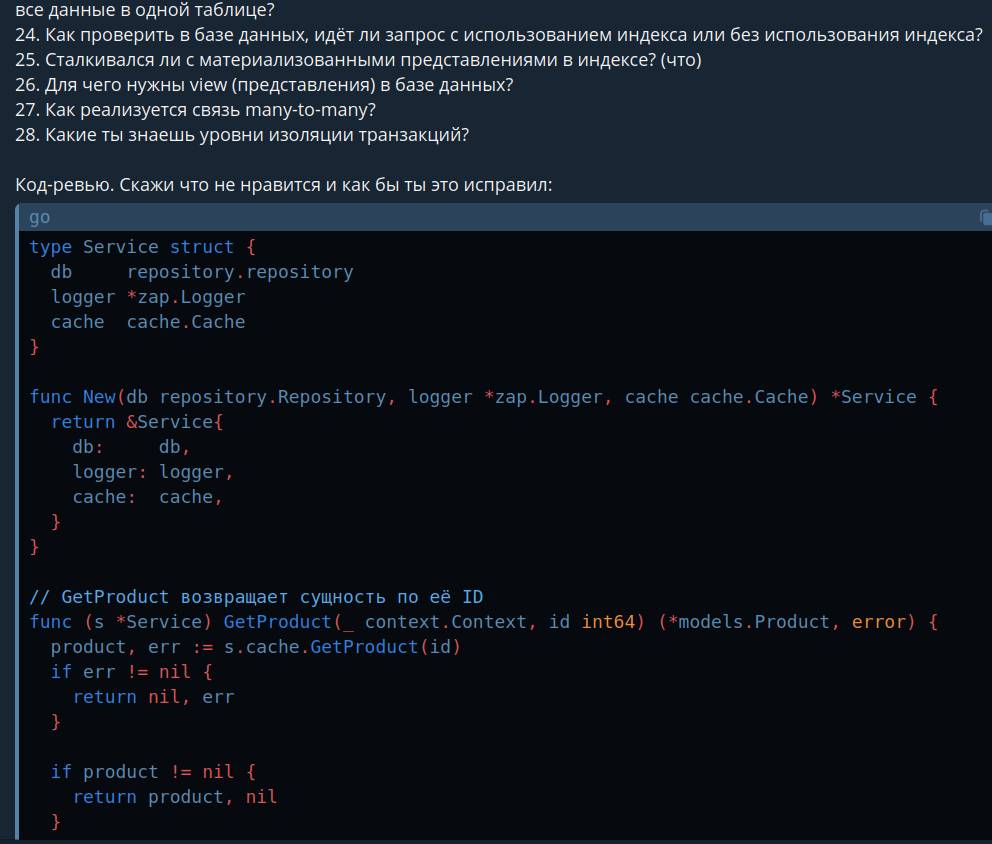 все данные в одной таблице?
24. Как проверить в базе данных, идёт ли запрос с использованием индекса или без использования индекса?
25. Сталкивался ли с материализованными представлениями в индексе? (что)
26. Для чего нужны view (представления) в базе данных?
27. Как реализуется связь many-to-many?
28. Какие ты знаешь уровни изоляции транзакций?
Код-ревью. Скажи что не нравится и как бы ты это исправил:
go
type Service struct {
  db     repository.repository
  logger *zap.Logger
  cache  cache.Cache
}
func New(db repository.Repository, logger *zap.Logger, cache cache.Cache) *Service {
  return &Service{
    db:     db,
    logger: logger,
    cache:  cache,
  }
}
// GetProduct возвращает сущность по её ID
func (s *Service) GetProduct(_ context.Context, id int64) (*models.Product, error) {
  product, err := s.cache.GetProduct(id)
  if err != nil {
    return nil, err
  }
  if product != nil {
    return product, nil
  }